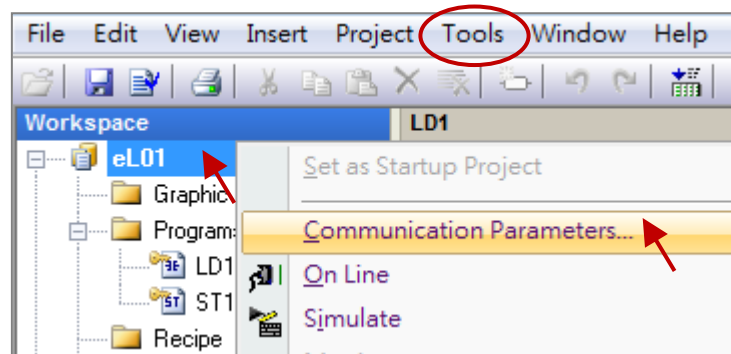 File Edit View Insert Project Tools Window Help
Workspace
LD1
eL01
Set as Startup Project
Graphic
Communication Parameters...
Program
LD1
On Line
ST1
Simulate
Recipe